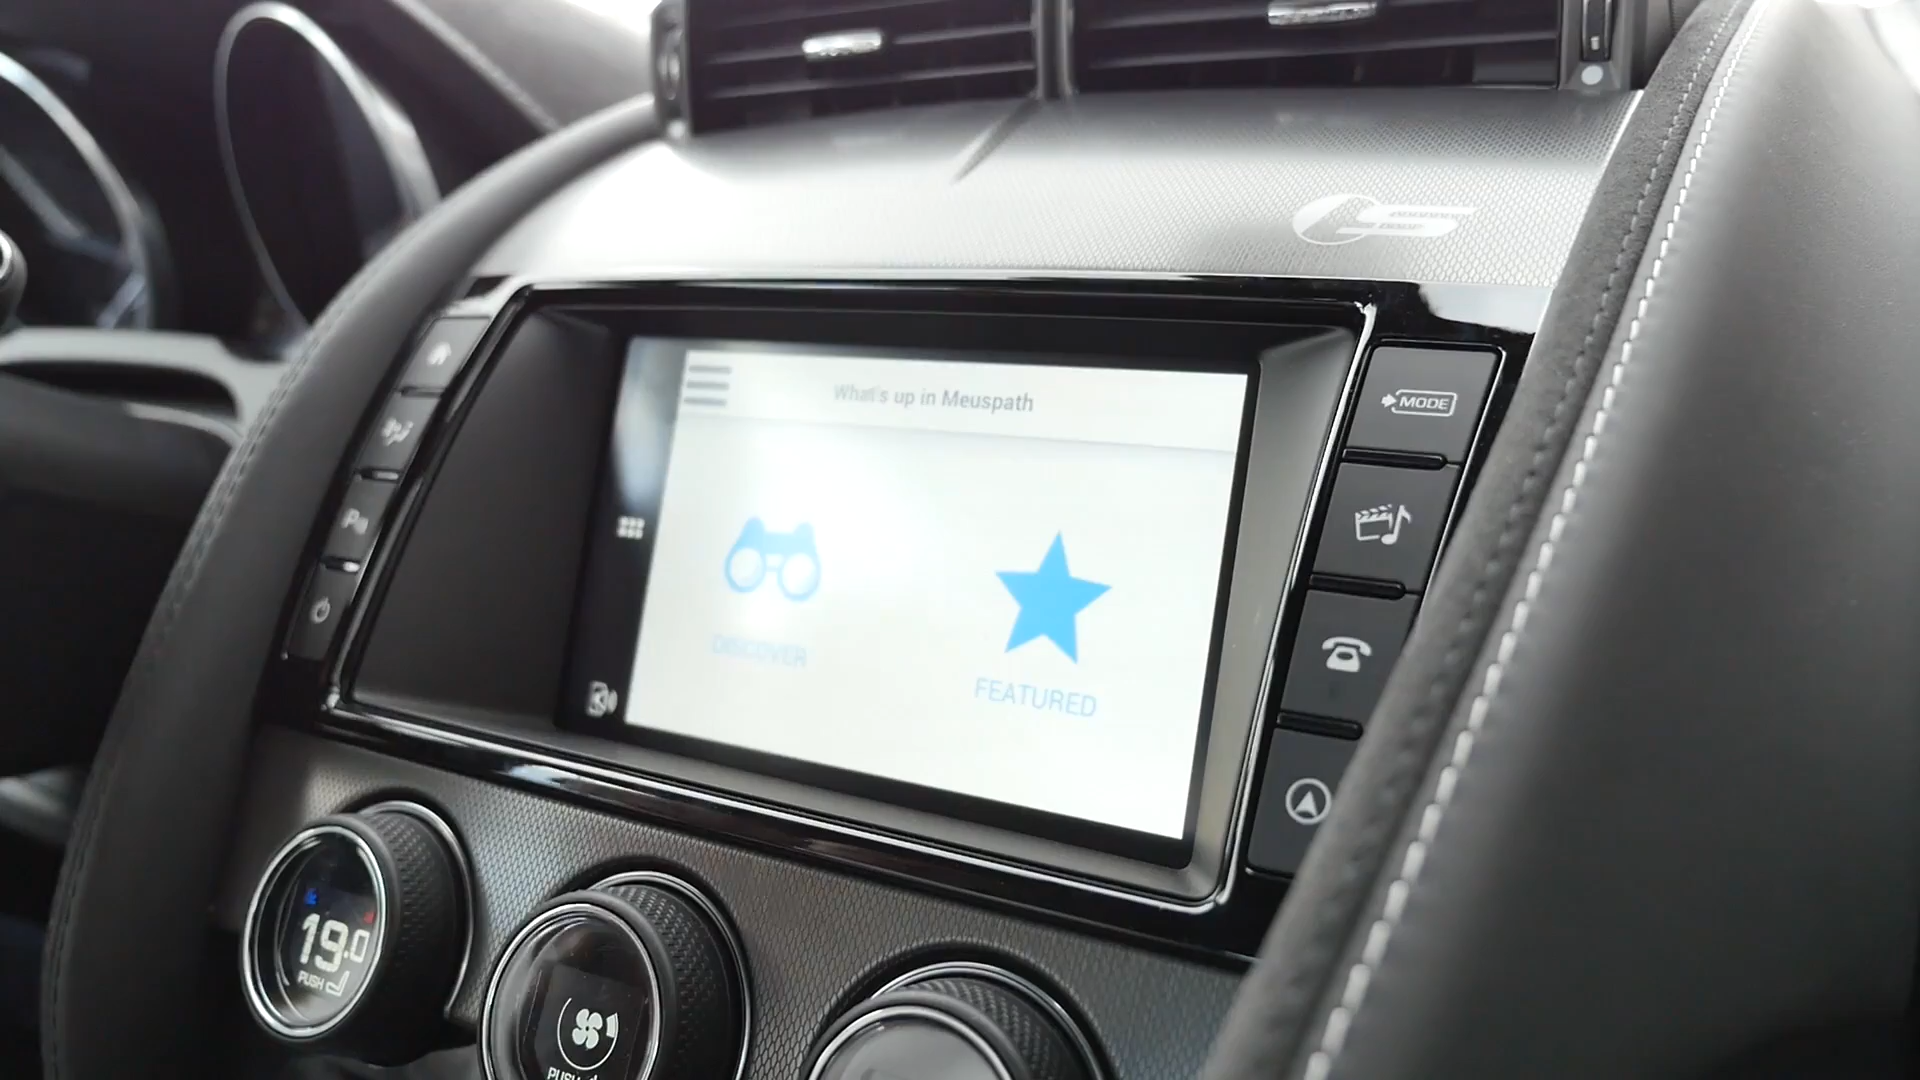 What's up in Meuspath
MODE
DISCOVER
FEATURED
19.0
PUSH
PUSH